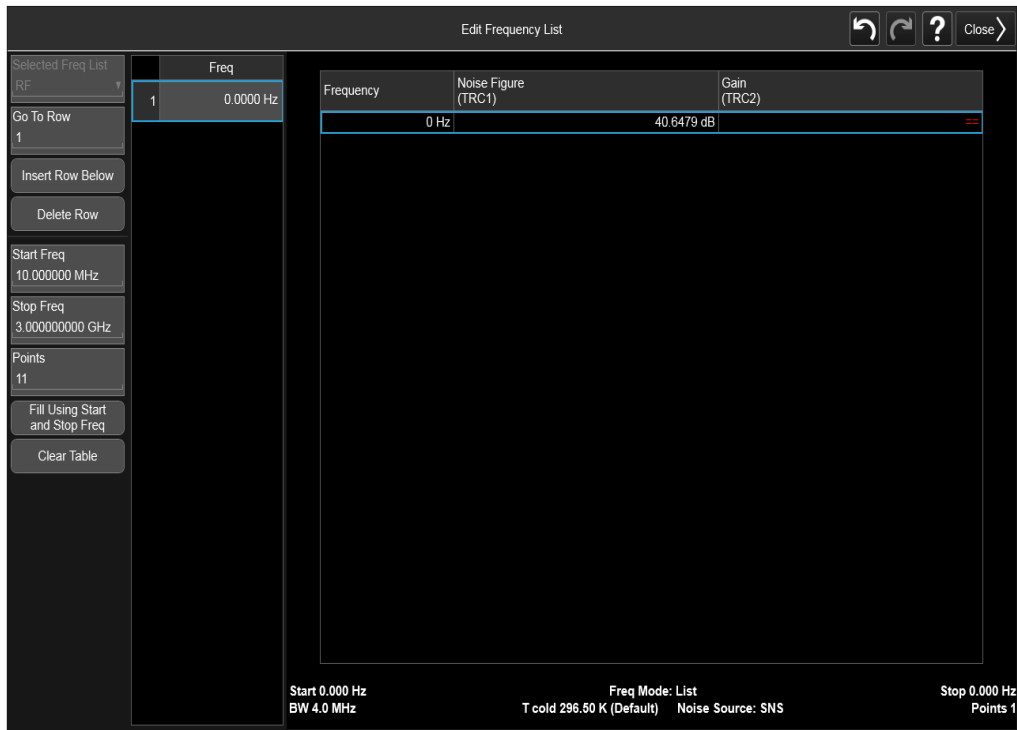 Edit Frequency List
?
Close
Selected Freq List
RF
Go To Row
1
Insert Row Below
Delete Row
Start Freq
10.000000 MHz
Stop Freq
3.000000000 GHz
Points
11
Fill Using Start
and Stop Freq
Clear Table
Freq
1 0.0000 Hz
Frequency
Noise Figure
(TRC1)
Gain
(TRC2)
0 Hz 40.6479 dB ==
Start 0.000 Hz Freq Mode: List Stop 0.000 Hz
BW 4.0 MHz T cold 296.50 K (Default) Noise Source: SNS Points 1